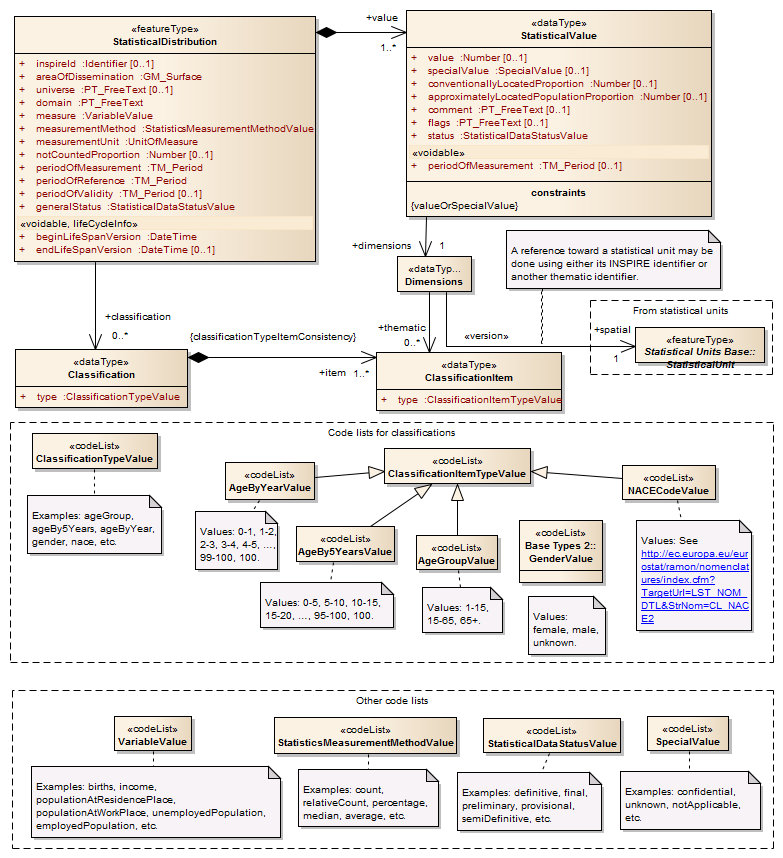 «featureType»
StatisticalDistribution
+ inspireId :Identifier [0..1]
+ areaOfDissemination :GM_Surface
+ universe :PT_FreeText [0..1]
+ domain :PT_FreeText
+ measure :VariableValue
+ measurementMethod :StatisticsMeasurementMethodValue
+ measurementUnit :UnitOfMeasure
+ notCountedProportion :Number [0..1]
+ periodOfMeasurement :TM_Period
+ periodOfReference :TM_Period
+ periodOfValidity :TM_Period [0..1]
+ generalStatus :StatisticalDataStatusValue
«voidable, lifeCycleInfo»
+ beginLifeSpanVersion :DateTime
+ endLifeSpanVersion :DateTime [0..1]
+value
1..*
«dataType»
StatisticalValue
+ value :Number [0..1]
+ specialValue :SpecialValue [0..1]
+ conventionallyLocatedProportion :Number [0..1]
+ approximatelyLocatedPopulationProportion :Number [0..1]
+ comment :PT_FreeText [0..1]
+ flags :PT_FreeText [0..1]
+ status :StatisticalDataStatusValue
«voidable»
+ periodOfMeasurement :TM_Period [0..1]
constraints
{valueOrSpecialValue}
+dimensions
1
«dataTyp...
Dimensions
A reference toward a statistical unit may be
done using either its INSPIRE identifier or
another thematic identifier.
+classification
0..*
{classificationTypeItemConsistency}
+item
1..*
+thematic
0..*
«version»
+spatial
1
From statistical units
«featureType»
Statistical Units Base::
StatisticalUnit
«dataType»
Classification
+ type :ClassificationTypeValue
«dataType»
ClassificationItem
+ type :ClassificationItemTypeValue
Code lists for classifications
«codeList»
ClassificationTypeValue
Examples: ageGroup,
ageBy5Years, ageByYear,
gender, nace, etc.
«codeList»
AgeByYearValue
Values: 0-1, 1-2,
2-3, 3-4, 4-5, ...,
99-100, 100.
«codeList»
ClassificationItemTypeValue
«codeList»
NACECodeValue
«codeList»
AgeBy5YearsValue
Values: 0-5, 5-10, 10-15,
15-20, ..., 95-100, 100.
«codeList»
AgeGroupValue
Values: 1-15,
15-65, 65+.
«codeList»
Base Types 2::
GenderValue
Values:
female, male,
unknown.
Values: See
http://ec.europa.eu/eur
ostat/ramon/nomenclat
ures/index.cfm?
TargetUrl=LST_NOM_
DTL&StrNom=CL_NAC
E2
Other code lists
«codeList»
VariableValue
Examples: births, income,
populationAtResidencePlace,
populationAtWorkPlace, unemployedPopulation,
employedPopulation, etc.
«codeList»
StatisticsMeasurementMethodValue
Examples: count,
relativeCount, percentage,
median, average, etc.
«codeList»
StatisticalDataStatusValue
Examples: definitive, final,
preliminary, provisional,
semiDefinitive, etc.
«codeList»
SpecialValue
Examples: confidential,
unknown, notApplicable,
etc.